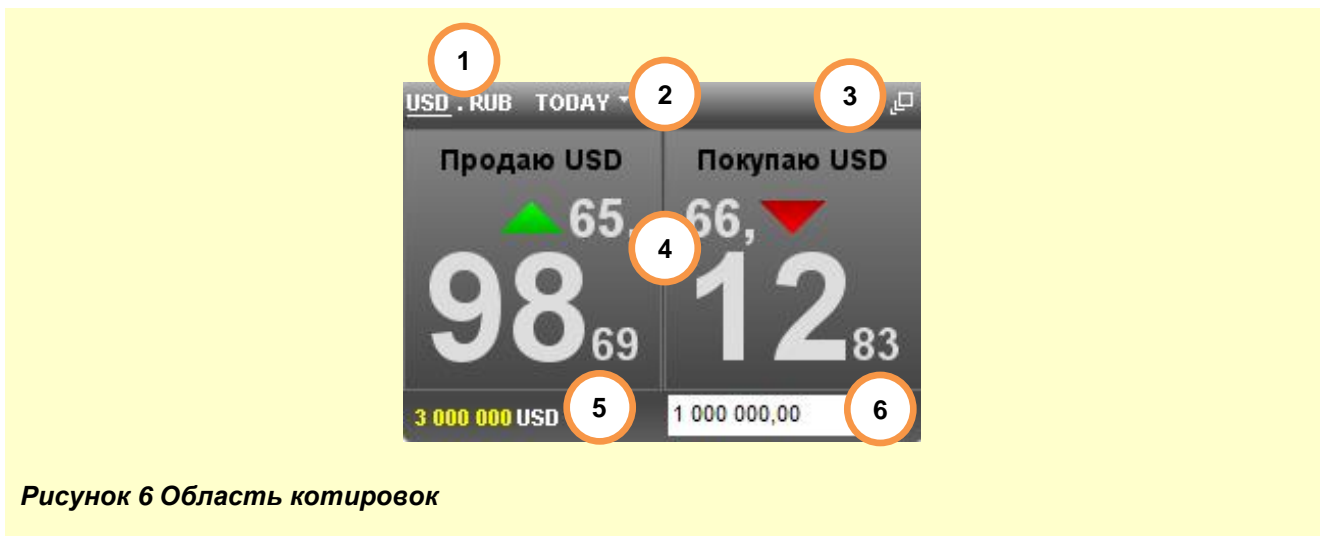 1
USD . RUB TODAY 2 3
Продаю USD Покупаю USD
65, 66,
4
98 69 12 83
3 000 000 USD 5 1 000 000,00 6
Рисунок 6 Область котировок